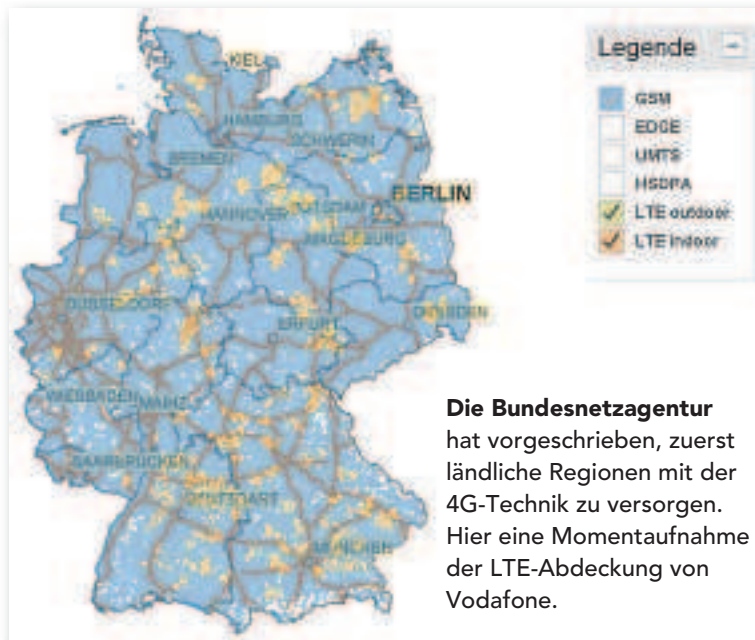 KIEL
HAMBURG
SCHWERIN
BREMEN
BERLIN
HANNOVER
POTSDAM
MAGDEBURG
DÜSSELDORF
ERFURT
DRESDEN
WIESBADEN
MAINZ
SAARBRÜCKEN
STUTTGART
MÜNCHEN
Legende
GSM
EDGE
UMTS
HSDPA
LTE outdoor
LTE indoor
Die Bundesnetzagentur
hat vorgeschrieben, zuerst
ländliche Regionen mit der
4G-Technik zu versorgen.
Hier eine Momentaufnahme
der LTE-Abdeckung von
Vodafone.